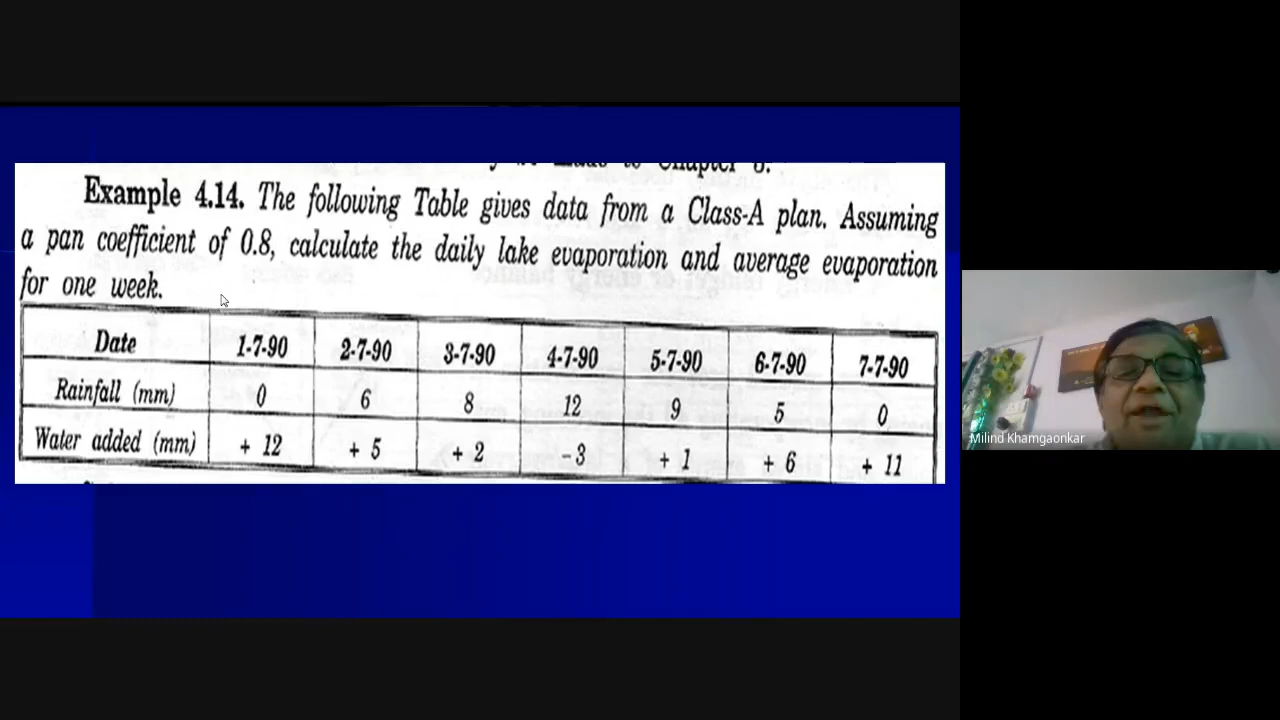 Example 4.14. The following Table gives data from a Class-A plan. Assuming
a pan coefficient of 0.8, calculate the daily lake evaporation and average evaporation
for one week.
Date 1-7-90 2-7-90 3-7-90 4-7-90 5-7-90 6-7-90 7-7-90
Rainfall (mm) 0 6 8 12 9 5 0
Water added (mm) + 12 + 5 + 2 -3 + 1 + 6 + 11
Milind Khamgaonkar